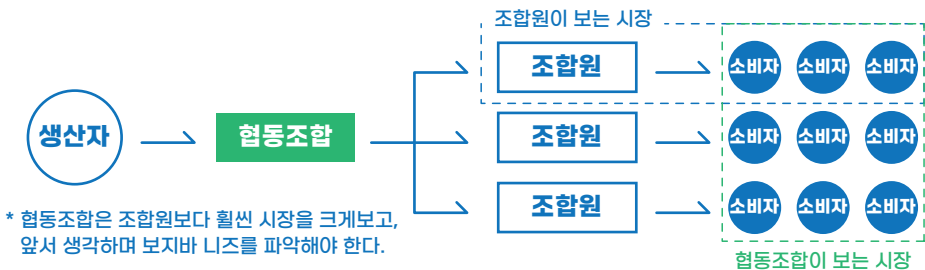 조합원이 보는 시장
조합원
소비자 소비자 소비자
생산자
협동조합
조합원
소비자 소비자 소비자
조합원
소비자 소비자 소비자
* 협동조합은 조합원보다 훨씬 시장을 크게보고,
앞서 생각하며 보지바 니즈를 파악해야 한다.
협동조합이 보는 시장